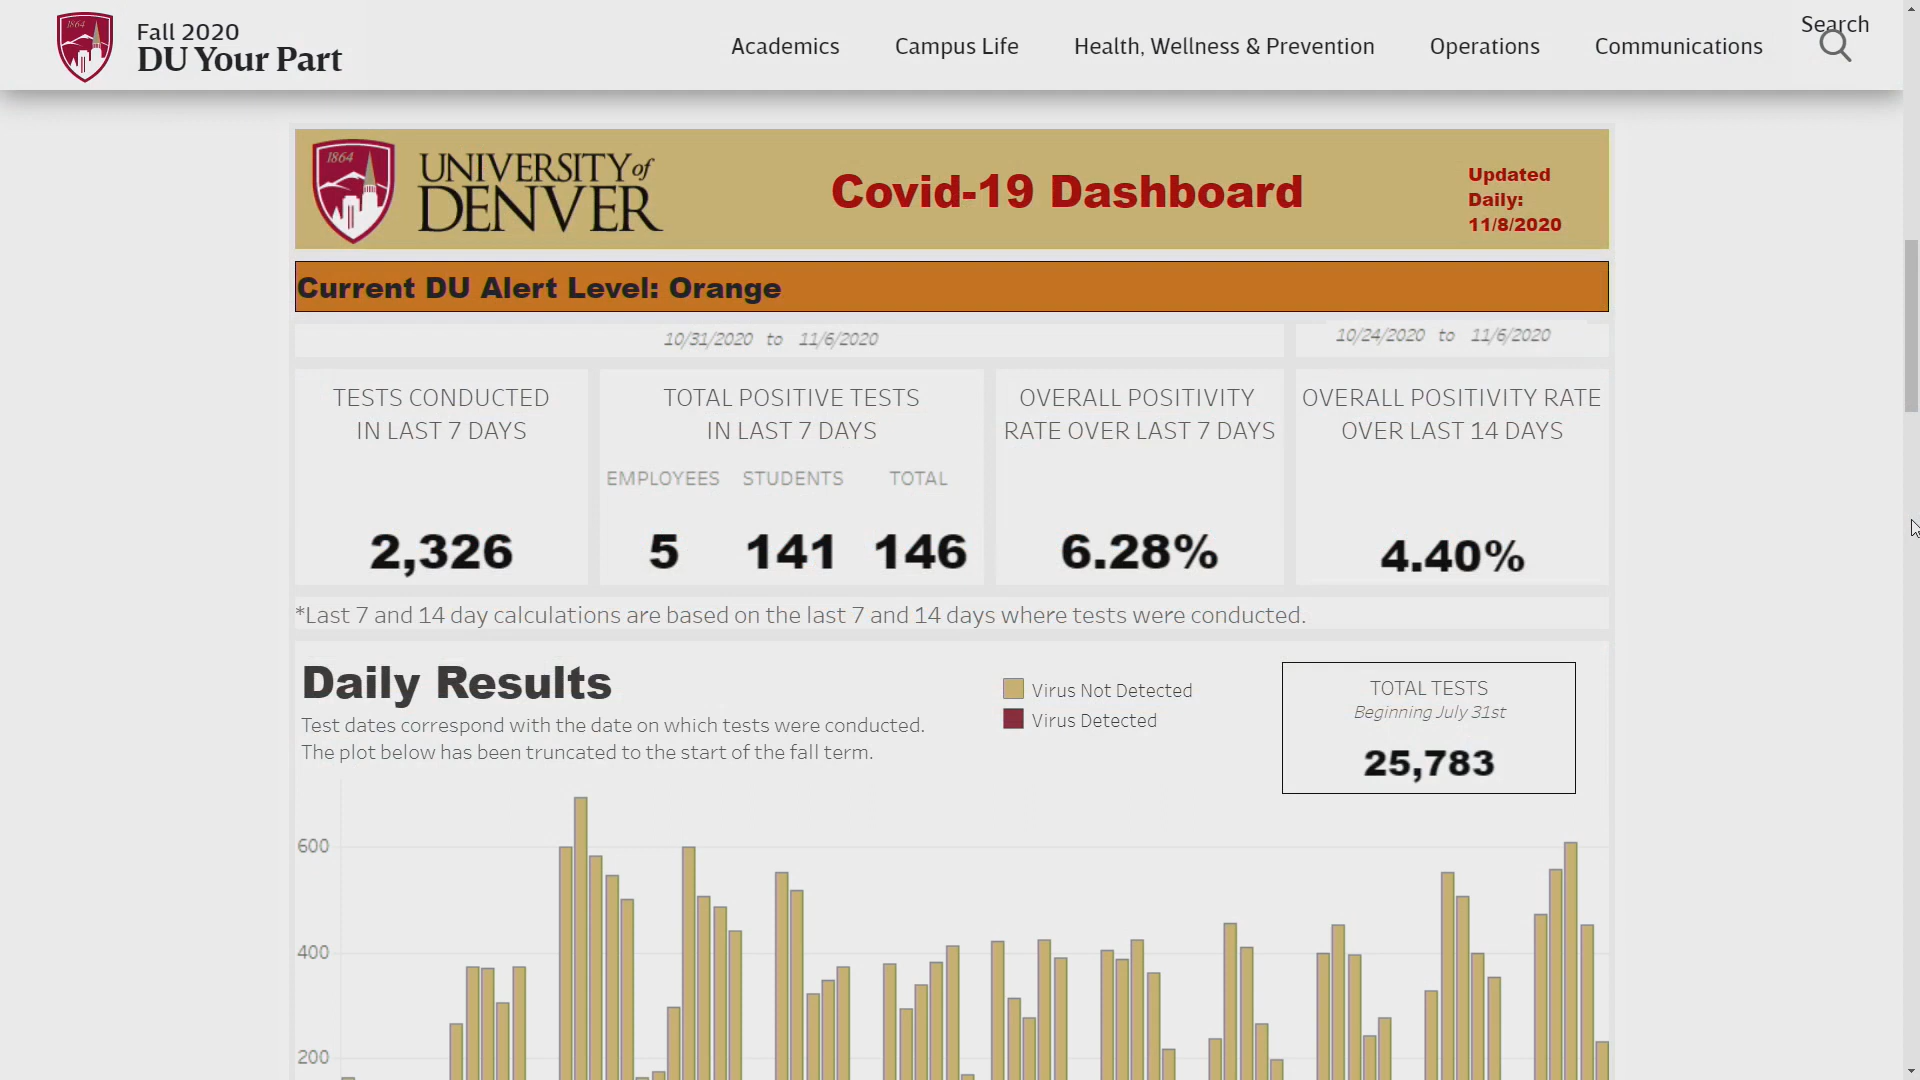 1864
Fall 2020
DU Your Part
Academics
Campus Life
Health, Wellness & Prevention
Operations
Communications
Search
1864
UNIVERSITY of
DENVER
Covid-19 Dashboard
Updated
Daily:
11/8/2020
Current DU Alert Level: Orange
10/31/2020 to 11/6/2020
10/24/2020 to 11/6/2020
TESTS CONDUCTED
IN LAST 7 DAYS
2,326
TOTAL POSITIVE TESTS
IN LAST 7 DAYS
EMPLOYEES STUDENTS TOTAL
5 141 146
OVERALL POSITIVITY
RATE OVER LAST 7 DAYS
6.28%
OVERALL POSITIVITY RATE
OVER LAST 14 DAYS
4.40%
*Last 7 and 14 day calculations are based on the last 7 and 14 days where tests were conducted.
Daily Results
Test dates correspond with the date on which tests were conducted.
The plot below has been truncated to the start of the fall term.
Virus Not Detected
Virus Detected
TOTAL TESTS
Beginning July 31st
25,783
600
400
200